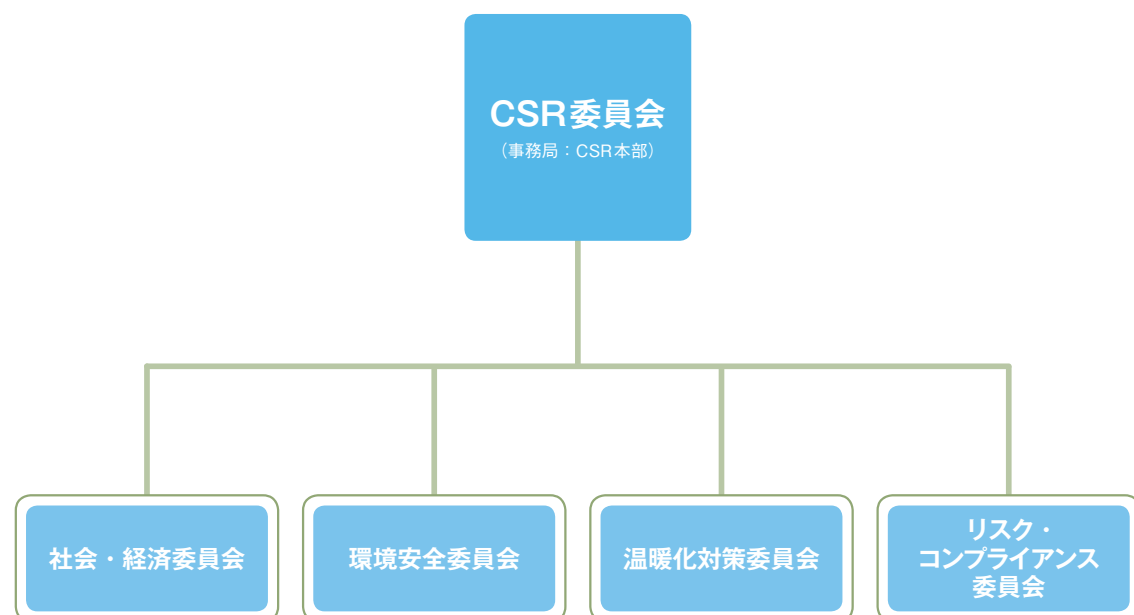 CSR委員会
（事務局：CSR本部）
社会・経済委員会
環境安全委員会
温暖化対策委員会
リスク・
コンプライアンス
委員会